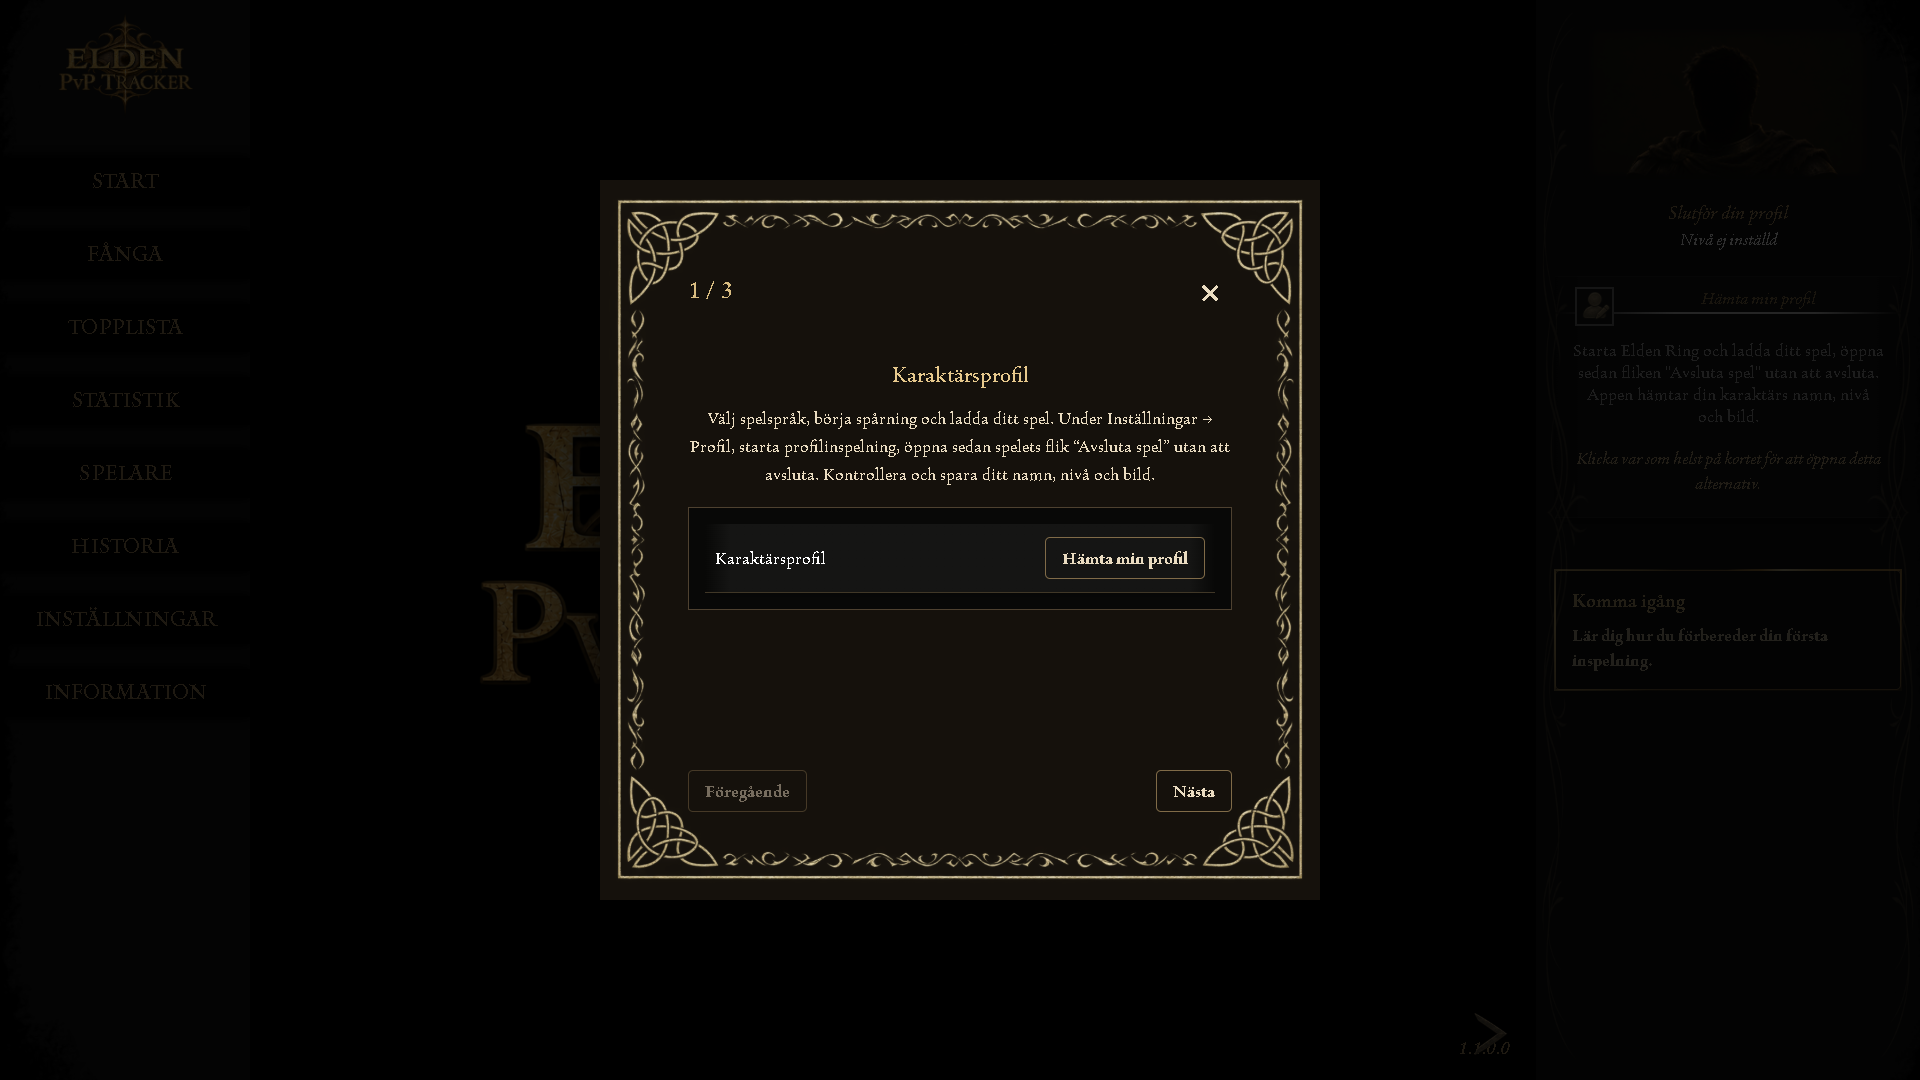 ELDEN
PvP TRACKER
START
FÅNGA
TOPPLISTA
STATISTIK
SPELARE
HISTORIA
INSTÄLLNINGAR
INFORMATION
E
Pv
1 / 3
×
Karaktärsprofil
Välj spelspråk, börja spårning och ladda ditt spel. Under Inställningar →
Profil, starta profilinspelning, öppna sedan spelets flik “Avsluta spel” utan att
avsluta. Kontrollera och spara ditt namn, nivå och bild.
Karaktärsprofil
Hämta min profil
Föregående
Nästa
Slutför din profil
Nivå ej inställd
Hämta min profil
Starta Elden Ring och ladda ditt spel, öppna
sedan fliken "Avsluta spel" utan att avsluta.
Appen hämtar din karaktärs namn, nivå
och bild.
Klicka var som helst på kortet för att öppna detta
alternativ.
Komma igång
Lär dig hur du förbereder din första
inspelning.
1.1.0.0